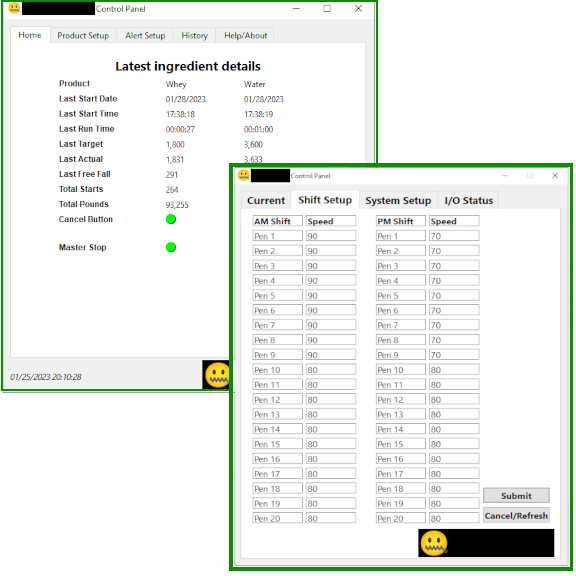 Control Panel
Home Product Setup Alert Setup History Help/About
Latest ingredient details
Product Whey Water
Last Start Date 01/28/2023 01/28/2023
Last Start Time 17:38:18 17:38:19
Last Run Time 00:00:27 00:01:00
Last Target 1,800 3,600
Last Actual 1,831 3,633
Last Free Fall 291
Total Starts 264
Total Pounds 93,255
Cancel Button
Master Stop
01/25/2023 20:10:28
Control Panel
Current Shift Setup System Setup I/O Status
AM Shift Speed PM Shift Speed
Pen 1 90 Pen 1 70
Pen 2 90 Pen 2 70
Pen 3 90 Pen 3 70
Pen 4 90 Pen 4 70
Pen 5 90 Pen 5 70
Pen 6 90 Pen 6 70
Pen 7 90 Pen 7 70
Pen 8 90 Pen 8 70
Pen 9 90 Pen 9 70
Pen 10 80 Pen 10 80
Pen 11 80 Pen 11 80
Pen 12 80 Pen 12 80
Pen 13 80 Pen 13 80
Pen 14 80 Pen 14 80
Pen 15 80 Pen 15 80
Pen 16 80 Pen 16 80
Pen 17 80 Pen 17 80
Pen 18 80 Pen 18 80
Pen 19 80 Pen 19 80
Pen 20 80 Pen 20 80
Submit
Cancel/Refresh